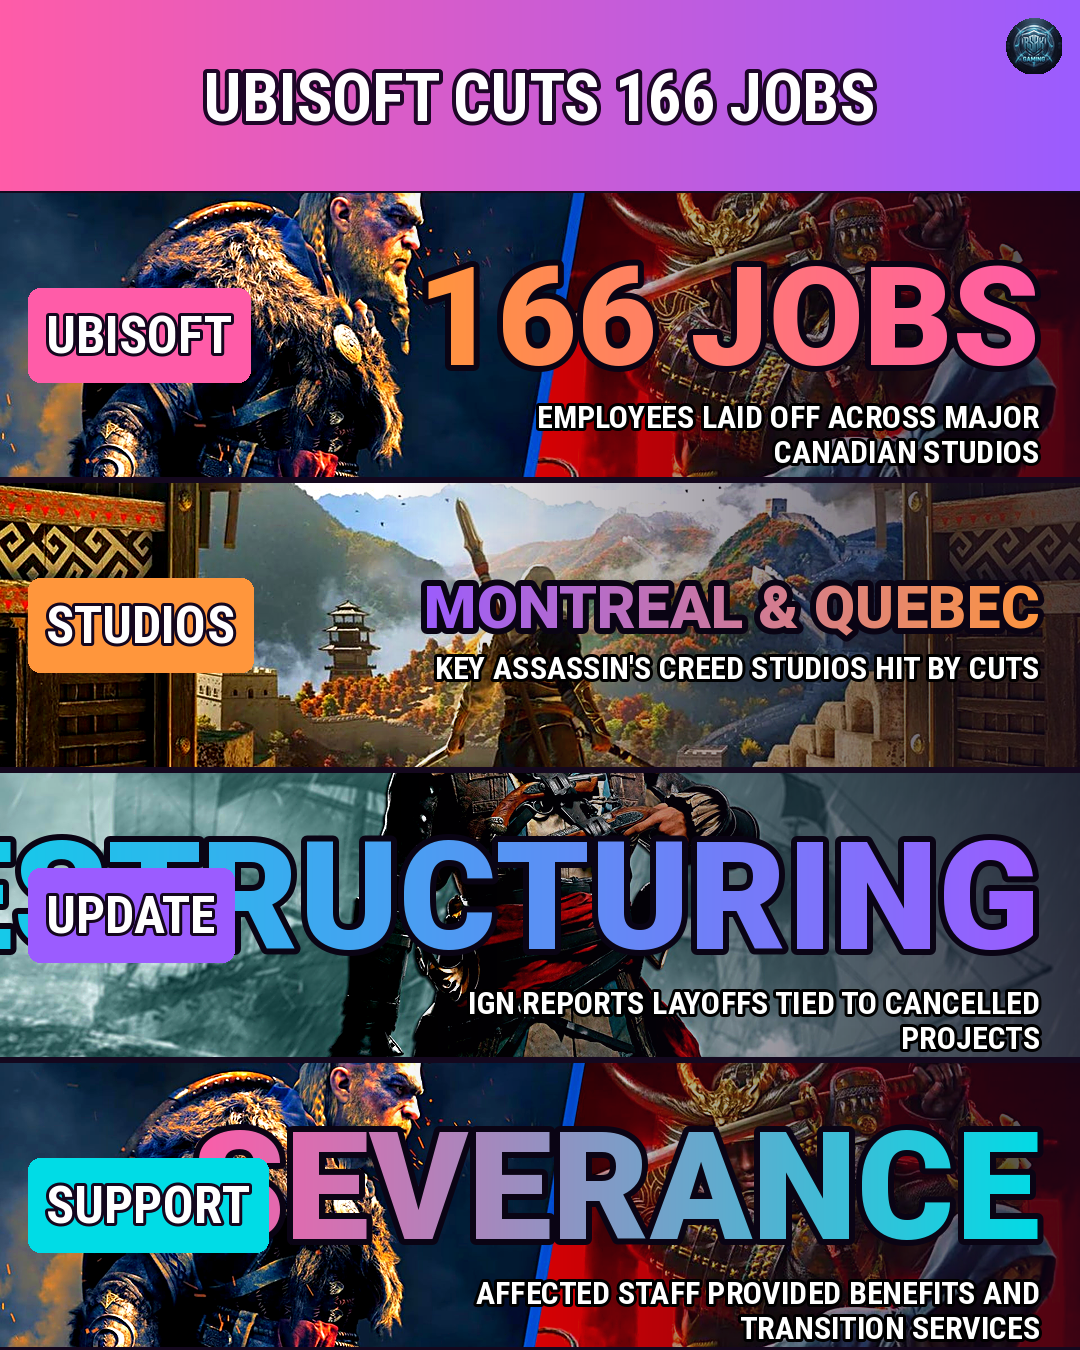 UBISOFT CUTS 166 JOBS
UBISOFT
166 JOBS
EMPLOYEES LAID OFF ACROSS MAJOR
CANADIAN STUDIOS
STUDIOS
MONTREAL & QUEBEC
KEY ASSASSIN'S CREED STUDIOS HIT BY CUTS
UPDATE
ESTRUCTURING
IGN REPORTS LAYOFFS TIED TO CANCELLED
PROJECTS
SUPPORT
SEVERANCE
AFFECTED STAFF PROVIDED BENEFITS AND
TRANSITION SERVICES